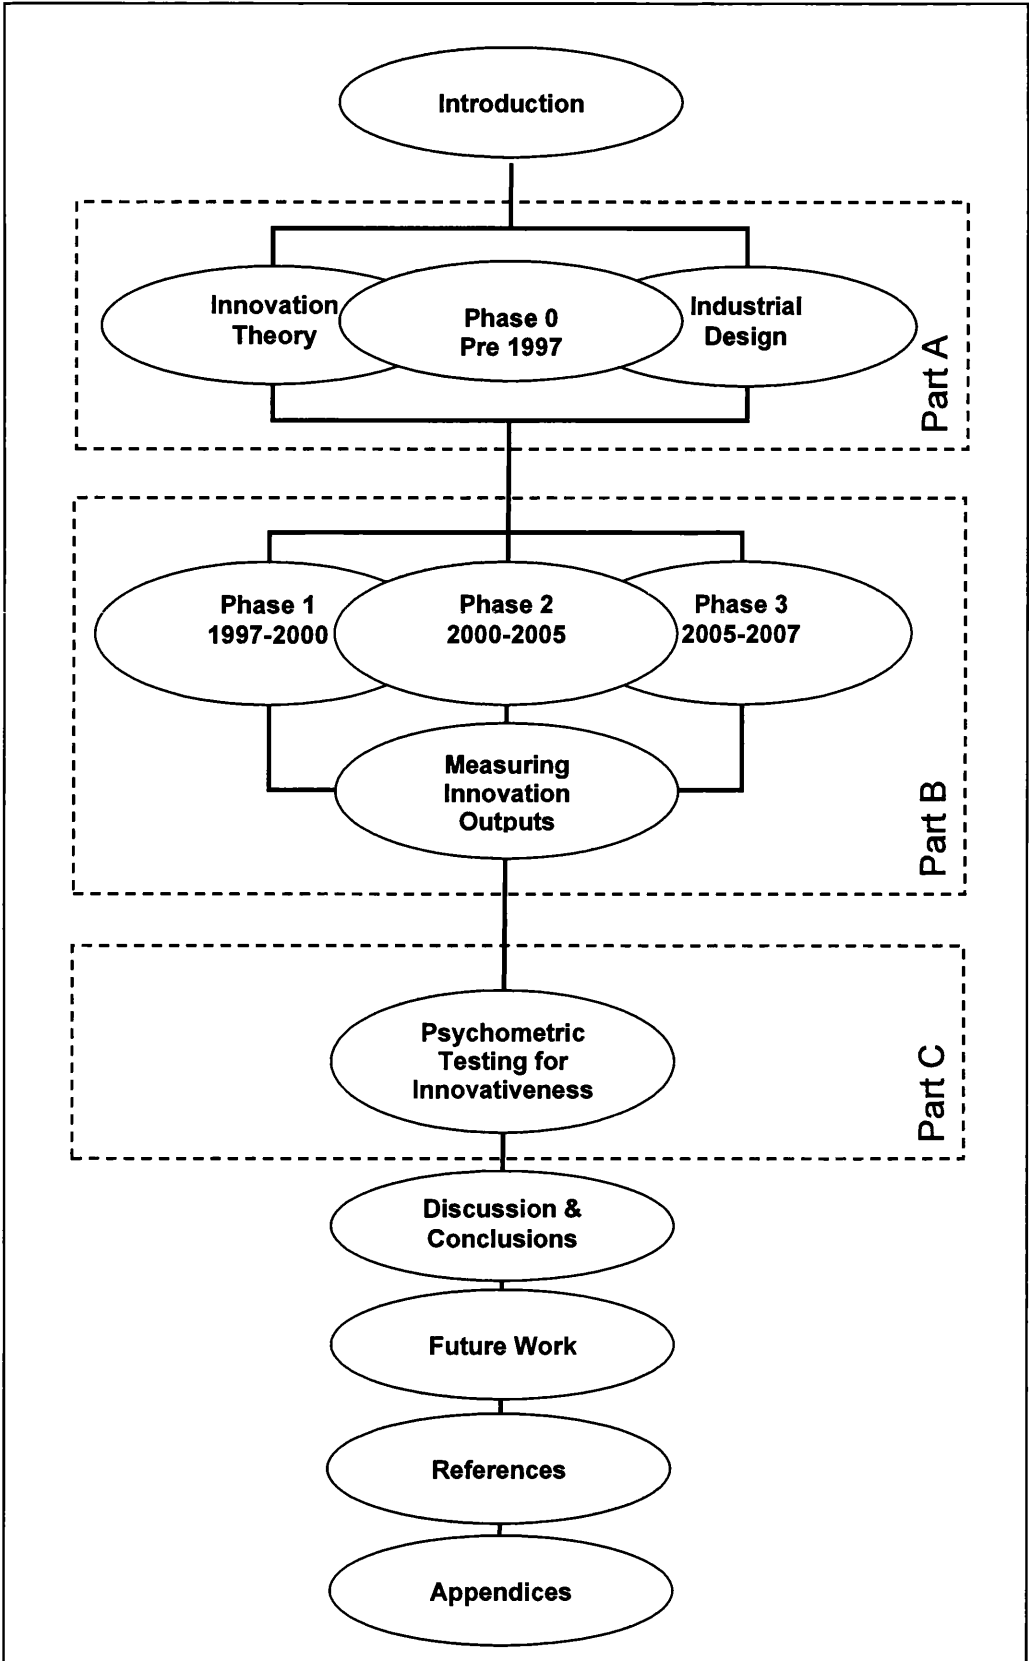 Introduction
Innovation
Theory
Phase 0
Pre 1997
Industrial
Design
Part A
Phase 1
1997-2000
Phase 2
2000-2005
Phase 3
2005-2007
Measuring
Innovation
Outputs
Part B
Psychometric
Testing for
Innovativeness
Part C
Discussion &
Conclusions
Future Work
References
Appendices